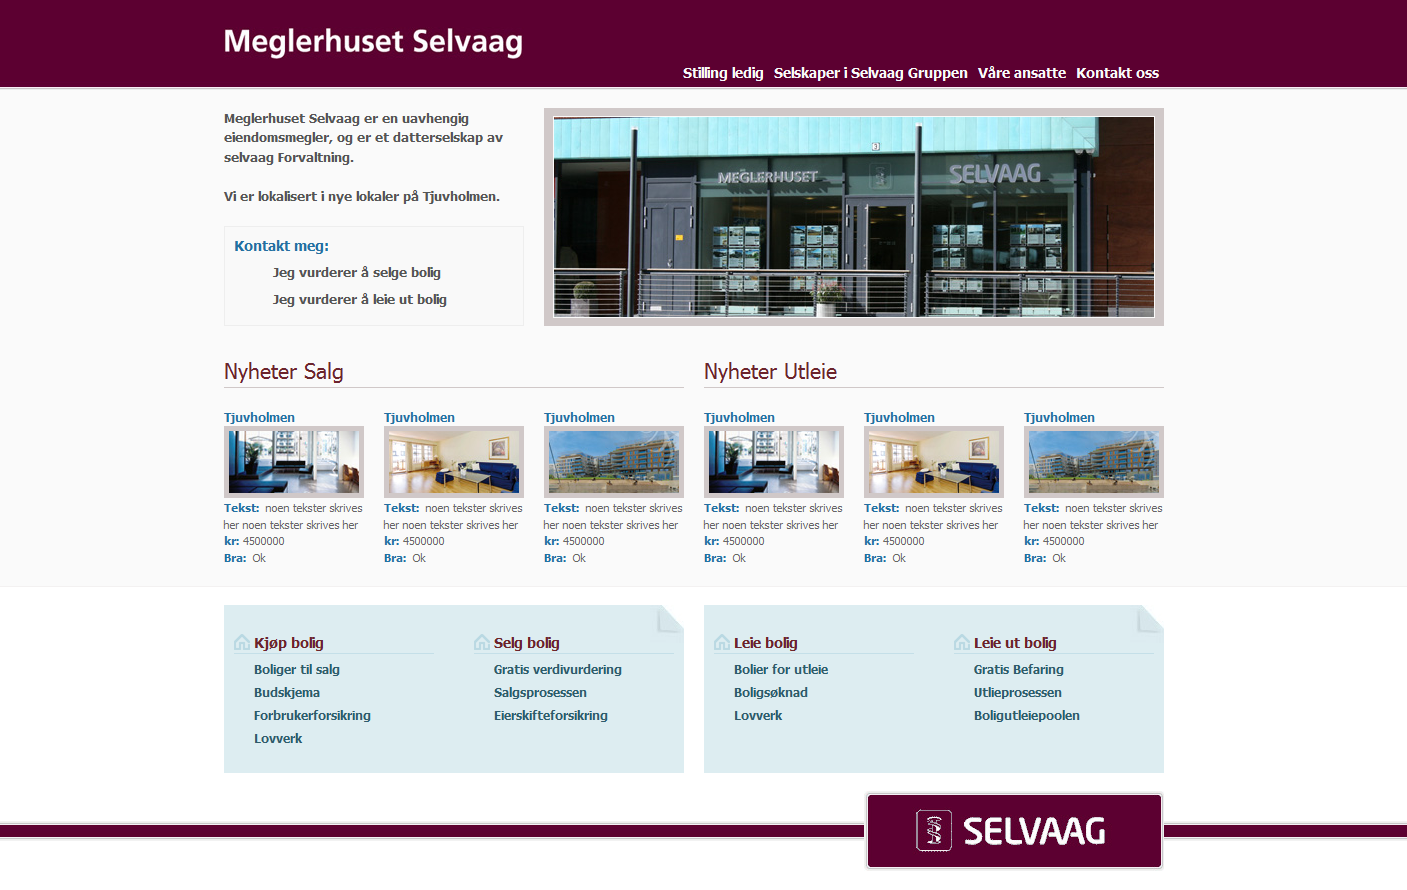 Meglerhuset Selvaag
Stilling ledig Selskaper i Selvaag Gruppen Våre ansatte Kontakt oss
Meglerhuset Selvaag er en uavhengig
eiendomsmegler, og er et datterselskap av
selvaag Forvaltning.
Vi er lokalisert i nye lokaler på Tjuvholmen.
Kontakt meg:
Jeg vurderer å selge bolig
Jeg vurderer å leie ut bolig
3
MEGLERHUSET SELVAAG
Nyheter Salg
Tjuvholmen Tjuvholmen Tjuvholmen
Tekst: noen tekster skrives Tekst: noen tekster skrives Tekst: noen tekster skrives
her noen tekster skrives her her noen tekster skrives her her noen tekster skrives her
kr: 4500000 kr: 4500000 kr: 4500000
Bra: Ok Bra: Ok Bra: Ok
Nyheter Utleie
Tjuvholmen Tjuvholmen Tjuvholmen
Tekst: noen tekster skrives Tekst: noen tekster skrives Tekst: noen tekster skrives
her noen tekster skrives her her noen tekster skrives her her noen tekster skrives her
kr: 4500000 kr: 4500000 kr: 4500000
Bra: Ok Bra: Ok Bra: Ok
Kjøp bolig
Boliger til salg
Budskjema
Forbrukerforsikring
Lovverk
Selg bolig
Gratis verdivurdering
Salgsprosessen
Eierskifteforsikring
Leie bolig
Bolier for utleie
Boligsøknad
Lovverk
Leie ut bolig
Gratis Befaring
Utlieprosessen
Boligutleiepoolen
SELVAAG